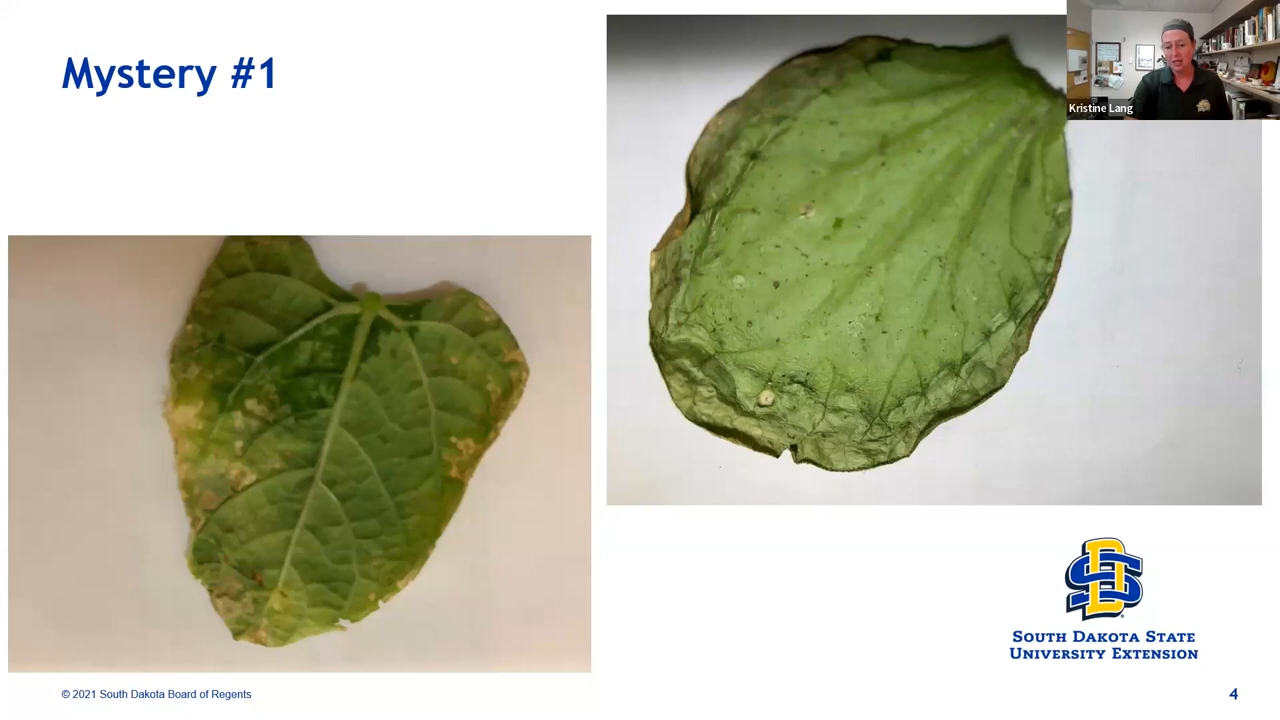 Mystery #1
Kristine Lang
SOUTH DAKOTA STATE
UNIVERSITY EXTENSION
© 2021 South Dakota Board of Regents
4